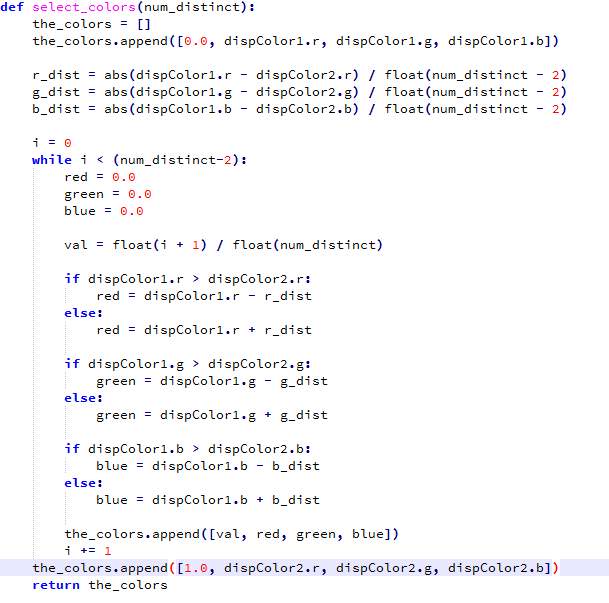 def select_colors(num_distinct):
    the_colors = []
    the_colors.append([0.0, dispColor1.r, dispColor1.g, dispColor1.b])

    r_dist = abs(dispColor1.r - dispColor2.r) / float(num_distinct - 2)
    g_dist = abs(dispColor1.g - dispColor2.g) / float(num_distinct - 2)
    b_dist = abs(dispColor1.b - dispColor2.b) / float(num_distinct - 2)

    i = 0
    while i < (num_distinct-2):
        red = 0.0
        green = 0.0
        blue = 0.0

        val = float(i + 1) / float(num_distinct)

        if dispColor1.r > dispColor2.r:
            red = dispColor1.r - r_dist
        else:
            red = dispColor1.r + r_dist

        if dispColor1.g > dispColor2.g:
            green = dispColor1.g - g_dist
        else:
            green = dispColor1.g + g_dist

        if dispColor1.b > dispColor2.b:
            blue = dispColor1.b - b_dist
        else:
            blue = dispColor1.b + b_dist

        the_colors.append([val, red, green, blue])
        i += 1
    the_colors.append([1.0, dispColor2.r, dispColor2.g, dispColor2.b])
    return the_colors